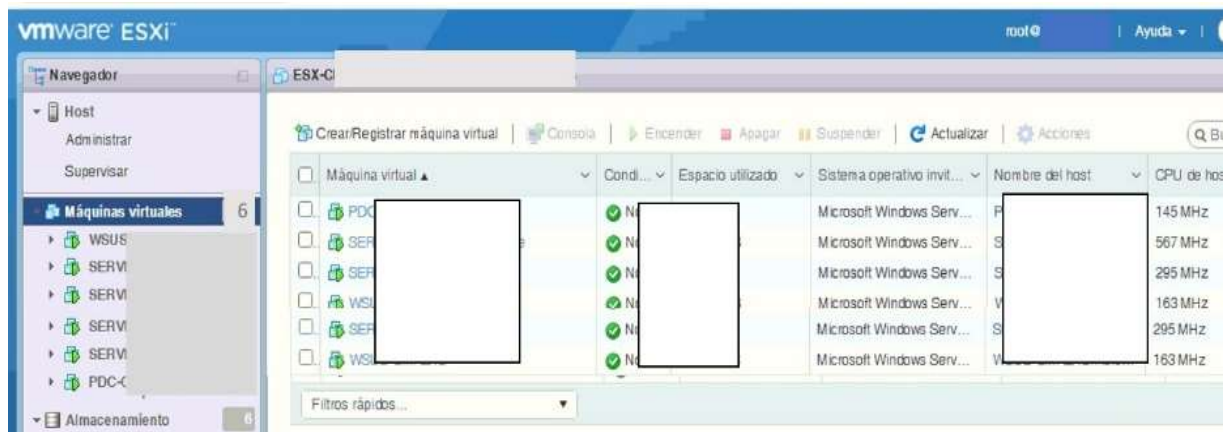 vmware ESXi™
root@ | Ayuda |
Navegador
ESX-C
Host
Administrar
Supervisar
Crear/Registrar máquina virtual | Consola | Encender Apagar Suspender | Actualizar | Acciones
Máquina virtual Condi... Espacio utilizado Sistema operativo invit... Nombre del host CPU de hos
Máquinas virtuales 6
WSUS
SERV
SERV
SERV
SERV
PDC-
PDC Microsoft Windows Serv... P 145 MHz
SER Microsoft Windows Serv... S 567 MHz
SER Microsoft Windows Serv... S 295 MHz
WSU Microsoft Windows Serv... 163 MHz
SER Microsoft Windows Serv... S 295 MHz
WSU Microsoft Windows Serv... 163 MHz
Filtros rápidos...
Almacenamiento 6